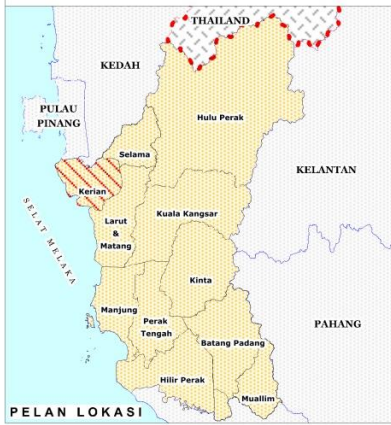 THAILAND
KEDAH
PULAU
PINANG
Hulu Perak
Selama
KELANTAN
Kerian
SELAT MELAKA
Larut
&
Matang
Kuala Kangsar
Kinta
Manjung
Perak
Tengah
PAHANG
Batang Padang
Hilir Perak
Muallim
PELAN LOKASI